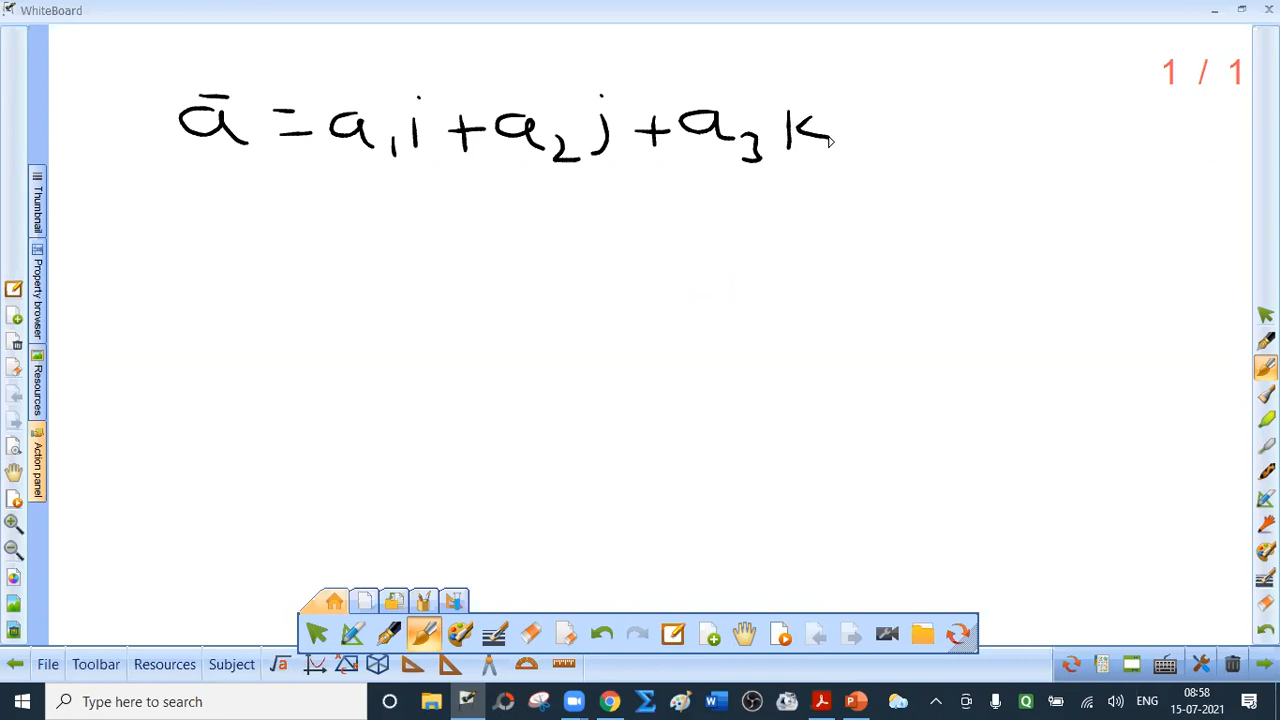 WhiteBoard
1 / 1
ā = a₁i + a₂j + a₃k
Thumbnail
Property browser
Resources
Action panel
File Toolbar Resources Subject
Type here to search
ENG
08:58
15-07-2021